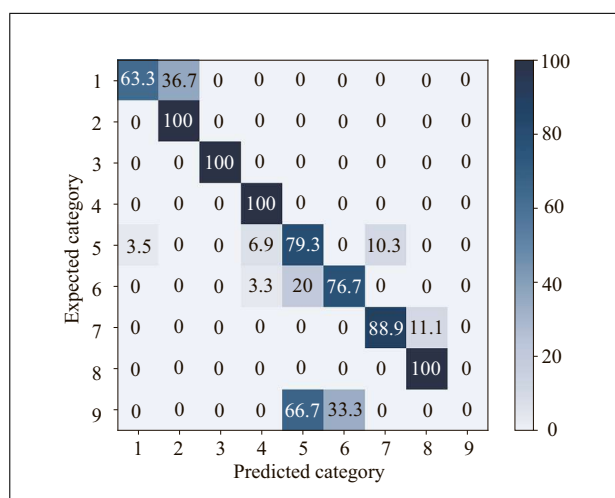 100
1 63.3 36.7 0 0 0 0 0 0 0
2 0 100 0 0 0 0 0 0 0
80
3 0 0 100 0 0 0 0 0 0
4 0 0 0 100 0 0 0 0 0
60
Expected category
5 3.5 0 0 6.9 79.3 0 10.3 0 0
40
6 0 0 0 3.3 20 76.7 0 0 0
7 0 0 0 0 0 0 88.9 11.1 0
20
8 0 0 0 0 0 0 0 100 0
9 0 0 0 0 66.7 33.3 0 0 0
0
1 2 3 4 5 6 7 8 9
Predicted category